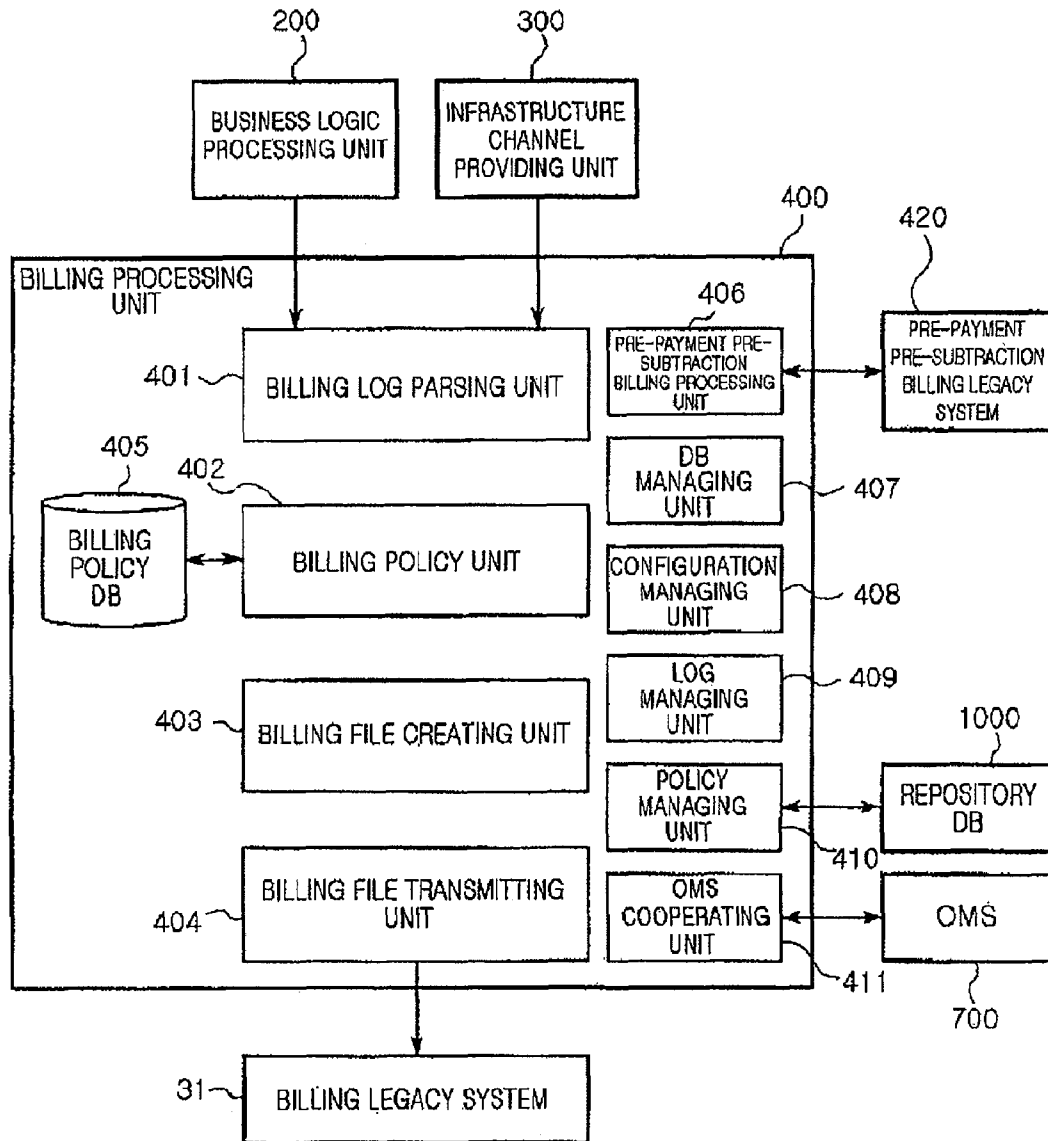 200
300
BUSINESS LOGIC
PROCESSING UNIT
INFRASTRUCTURE
CHANNEL
PROVIDING UNIT
400
420
BILLING PROCESSING
UNIT
406
401
BILLING LOG PARSING UNIT
PRE-PAYMENT PRE-
SUBTRACTION
BILLING PROCESSING
UNIT
PRE-PAYMENT
PRE-SUBTRACTION
BILLING LEGACY
SYSTEM
405
402
DB
MANAGING
UNIT
407
BILLING
POLICY
DB
BILLING POLICY UNIT
CONFIGURATION
MANAGING
UNIT
408
LOG
MANAGING
UNIT
409
403
BILLING FILE CREATING UNIT
1000
POLICY
MANAGING
UNIT
410
REPOSITORY
DB
404
BILLING FILE TRANSMITTING
UNIT
OMS
COOPERATING
UNIT
411
OMS
700
31
BILLING LEGACY SYSTEM